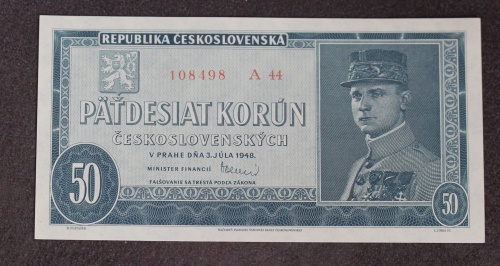 REPUBLIKA ČESKOSLOVENSKÁ
108498 A 44
PÄŤDESIAT KORÚN
ČESKOSLOVENSKÝCH
V PRAHE DŇA 3. JÚLA 1948.
MINISTER FINANCIÍ
FALŠOVANIE SA TRESTÁ PODĽA ZÁKONA
50
50